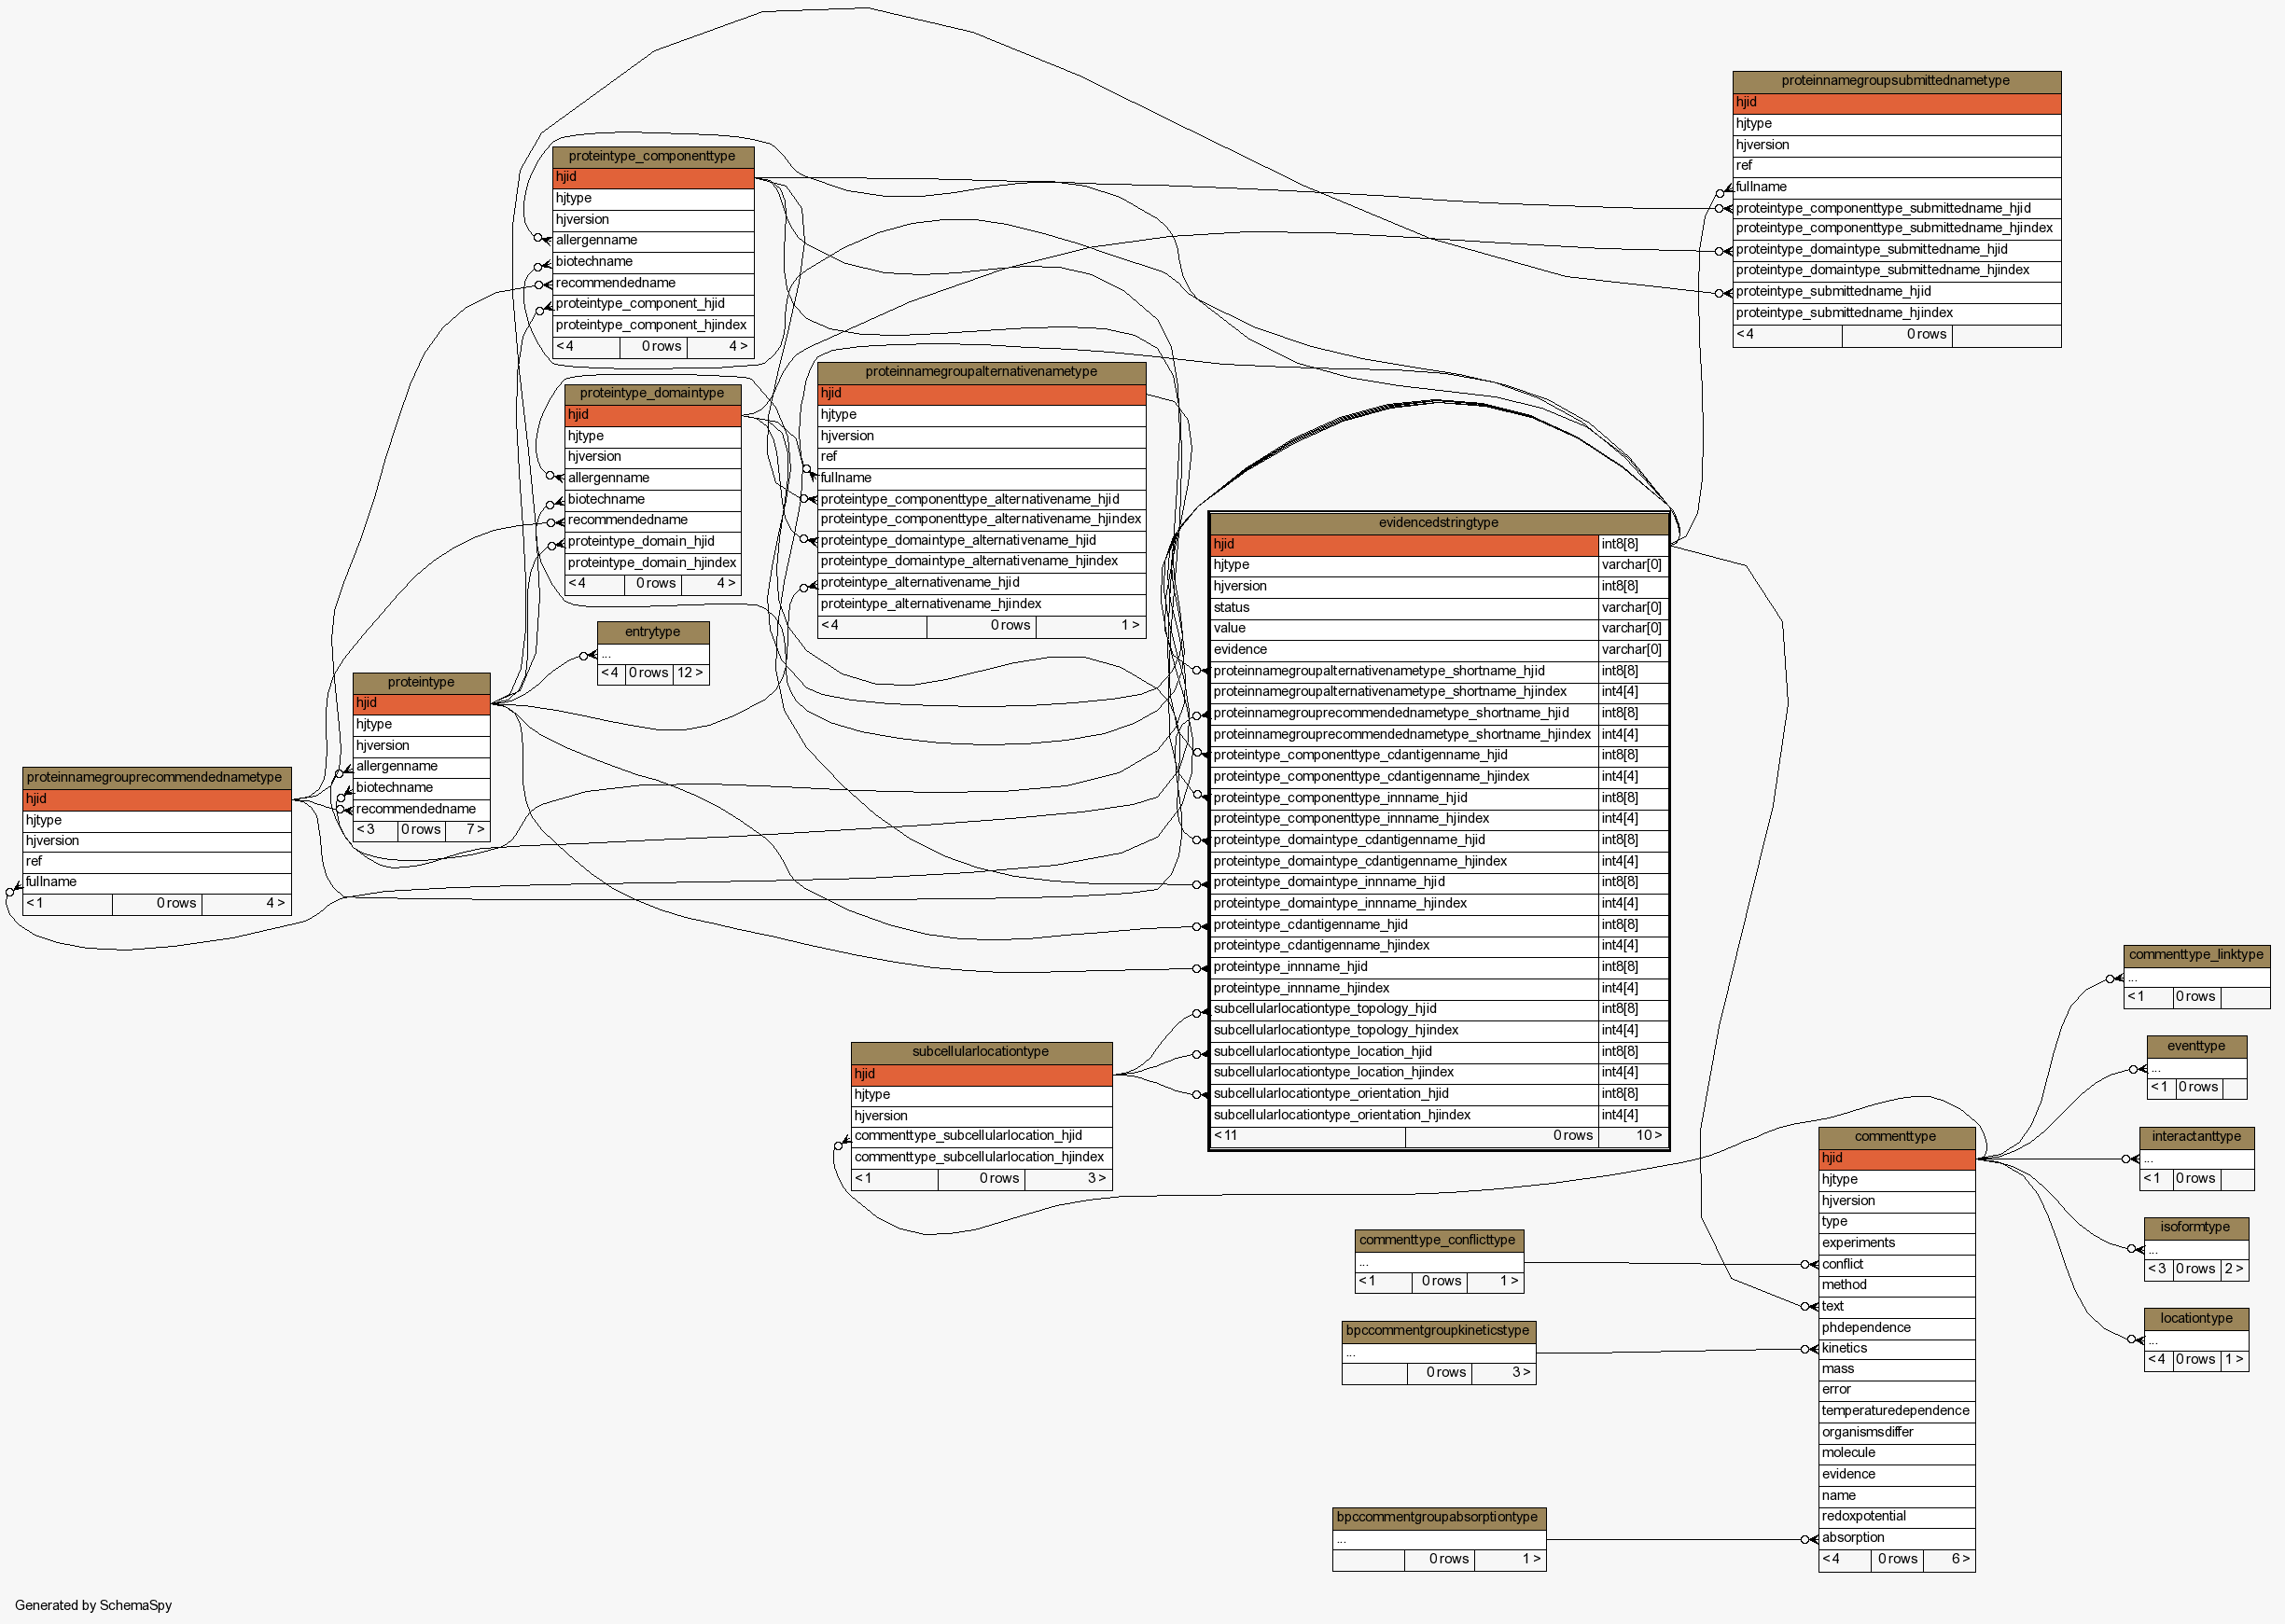 proteinnamegroupsubmittednametype
hjid
hjtype
hjversion
ref
fullname
proteintype_componenttype_submittedname_hjid
proteintype_componenttype_submittedname_hjindex
proteintype_domaintype_submittedname_hjid
proteintype_domaintype_submittedname_hjindex
proteintype_submittedname_hjid
proteintype_submittedname_hjindex
< 4 0 rows
proteintype_componenttype
hjid
hjtype
hjversion
allergenname
biotechname
recommendedname
proteintype_component_hjid
proteintype_component_hjindex
< 4 0 rows 4 >
proteintype_domaintype
hjid
hjtype
hjversion
allergenname
biotechname
recommendedname
proteintype_domain_hjid
proteintype_domain_hjindex
< 4 0 rows 4 >
proteinnamegroupalternativenametype
hjid
hjtype
hjversion
ref
fullname
proteintype_componenttype_alternativename_hjid
proteintype_componenttype_alternativename_hjindex
proteintype_domaintype_alternativename_hjid
proteintype_domaintype_alternativename_hjindex
proteintype_alternativename_hjid
proteintype_alternativename_hjindex
< 4 0 rows 1 >
entrytype
...
< 4 0 rows 12 >
proteintype
hjid
hjtype
hjversion
allergenname
biotechname
recommendedname
< 3 0 rows 7 >
proteinnamegrouprecommendednametype
hjid
hjtype
hjversion
ref
fullname
< 1 0 rows 4 >
evidencedstringtype
hjid int8[8]
hjtype varchar[0]
hjversion int8[8]
status varchar[0]
value varchar[0]
evidence varchar[0]
proteinnamegroupalternativenametype_shortname_hjid int8[8]
proteinnamegroupalternativenametype_shortname_hjindex int4[4]
proteinnamegrouprecommendednametype_shortname_hjid int8[8]
proteinnamegrouprecommendednametype_shortname_hjindex int4[4]
proteintype_componenttype_cdantigenname_hjid int8[8]
proteintype_componenttype_cdantigenname_hjindex int4[4]
proteintype_componenttype_innname_hjid int8[8]
proteintype_componenttype_innname_hjindex int4[4]
proteintype_domaintype_cdantigenname_hjid int8[8]
proteintype_domaintype_cdantigenname_hjindex int4[4]
proteintype_domaintype_innname_hjid int8[8]
proteintype_domaintype_innname_hjindex int4[4]
proteintype_cdantigenname_hjid int8[8]
proteintype_cdantigenname_hjindex int4[4]
proteintype_innname_hjid int8[8]
proteintype_innname_hjindex int4[4]
subcellularlocationtype_topology_hjid int8[8]
subcellularlocationtype_topology_hjindex int4[4]
subcellularlocationtype_location_hjid int8[8]
subcellularlocationtype_location_hjindex int4[4]
subcellularlocationtype_orientation_hjid int8[8]
subcellularlocationtype_orientation_hjindex int4[4]
< 11 0 rows 10 >
subcellularlocationtype
hjid
hjtype
hjversion
commenttype_subcellularlocation_hjid
commenttype_subcellularlocation_hjindex
< 1 0 rows 3 >
commenttype_linktype
...
< 1 0 rows
eventtype
...
< 1 0 rows
interactanttype
...
< 1 0 rows
isoformtype
...
< 3 0 rows 2 >
locationtype
...
< 4 0 rows 1 >
commenttype
hjid
hjtype
hjversion
type
experiments
conflict
method
text
phdependence
kinetics
mass
error
temperaturedependence
organismsdiffer
molecule
evidence
name
redoxpotential
absorption
< 4 0 rows 6 >
commenttype_conflicttype
...
< 1 0 rows 1 >
bpccommentgroupkineticstype
...
0 rows 3 >
bpccommentgroupabsorptiontype
...
0 rows 1 >
Generated by SchemaSpy